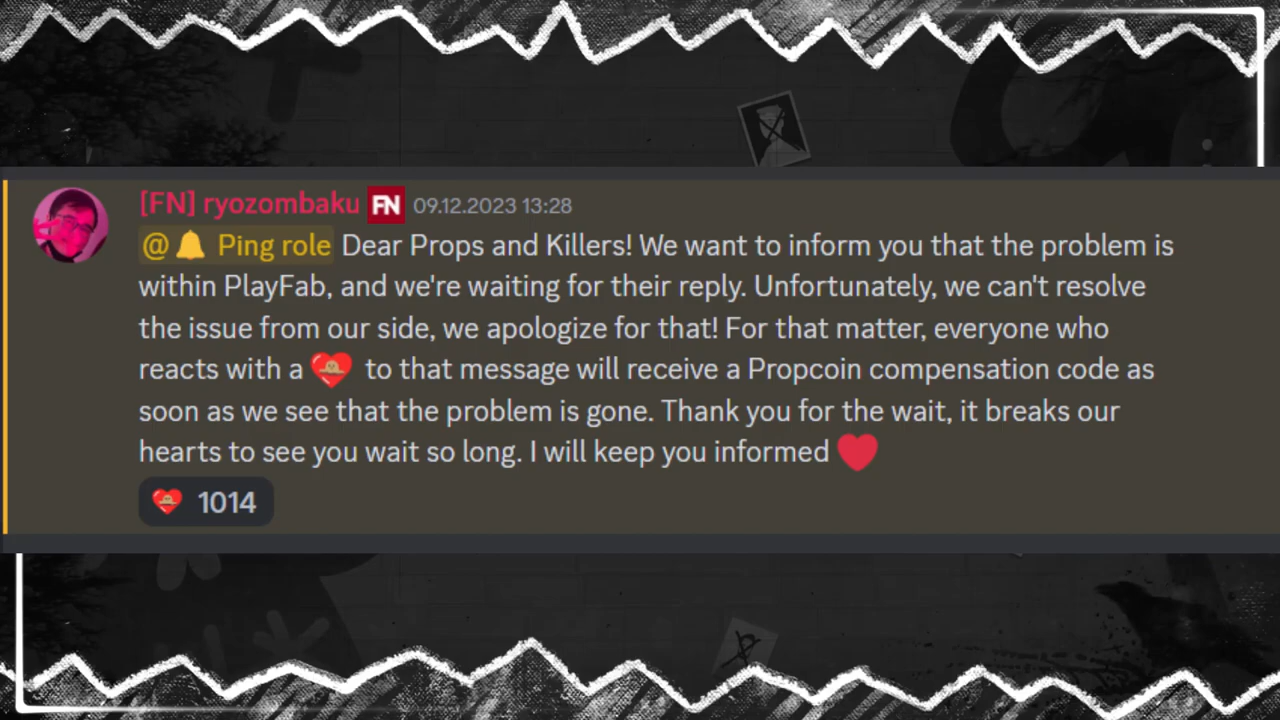 [FN] ryozombaku FN 09.12.2023 13:28
@🔔 Ping role Dear Props and Killers! We want to inform you that the problem is
within PlayFab, and we're waiting for their reply. Unfortunately, we can't resolve
the issue from our side, we apologize for that! For that matter, everyone who
reacts with a to that message will receive a Propcoin compensation code as
soon as we see that the problem is gone. Thank you for the wait, it breaks our
hearts to see you wait so long. I will keep you informed ❤️
1014